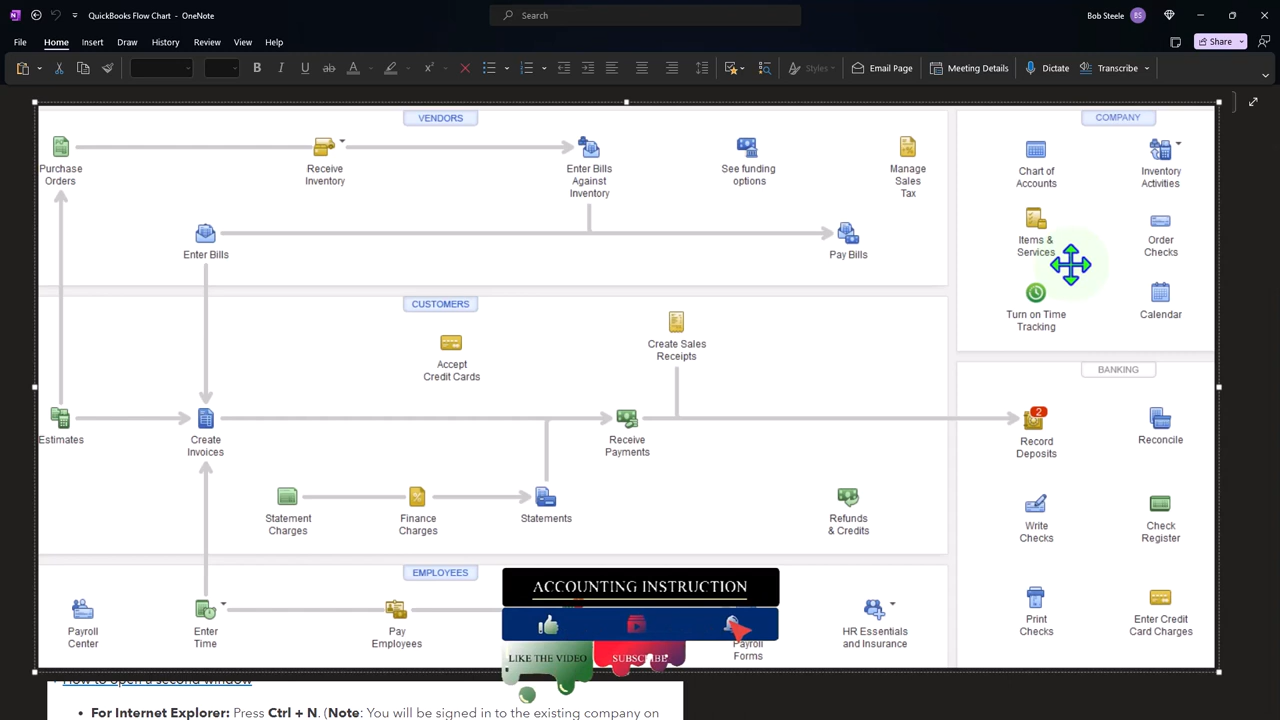 QuickBooks Flow Chart - OneNote
Search
Bob Steele BS
File Home Insert Draw History Review View Help
Share
B I U A
Styles
Email Page
Meeting Details
Dictate
Transcribe
VENDORS
COMPANY
Purchase
Orders
Receive
Inventory
Enter Bills
Against
Inventory
See funding
options
Manage
Sales
Tax
Chart of
Accounts
Inventory
Activities
Enter Bills
Pay Bills
Items &
Services
Order
Checks
Turn on Time
Tracking
Calendar
CUSTOMERS
Accept
Credit Cards
Create Sales
Receipts
BANKING
Estimates
Create
Invoices
Receive
Payments
2
Record
Deposits
Reconcile
Statement
Charges
Finance
Charges
Statements
Refunds
& Credits
Write
Checks
Check
Register
EMPLOYEES
ACCOUNTING INSTRUCTION
LIKE THE VIDEO
SUBSCRIBE
Payroll
Center
Enter
Time
Pay
Employees
Payroll
Forms
HR Essentials
and Insurance
Print
Checks
Enter Credit
Card Charges
How to open a second window
• For Internet Explorer: Press Ctrl + N. (Note: You will be signed in to the existing company on